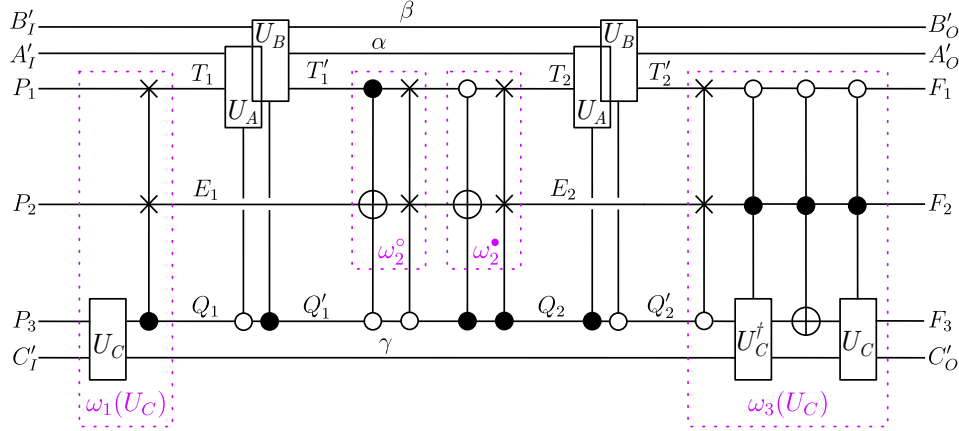 B′_I β B′_O
A′_I U_B α U_B A′_O
P_1 T_1 T′_1 T_2 T′_2 F_1
U_A U_A
P_2 E_1 E_2 F_2
ω_2^○ ω_2^●
P_3 Q_1 Q′_1 Q_2 Q′_2 F_3
C′_I U_C γ U_C^† U_C C′_O
ω_1(U_C) ω_3(U_C)